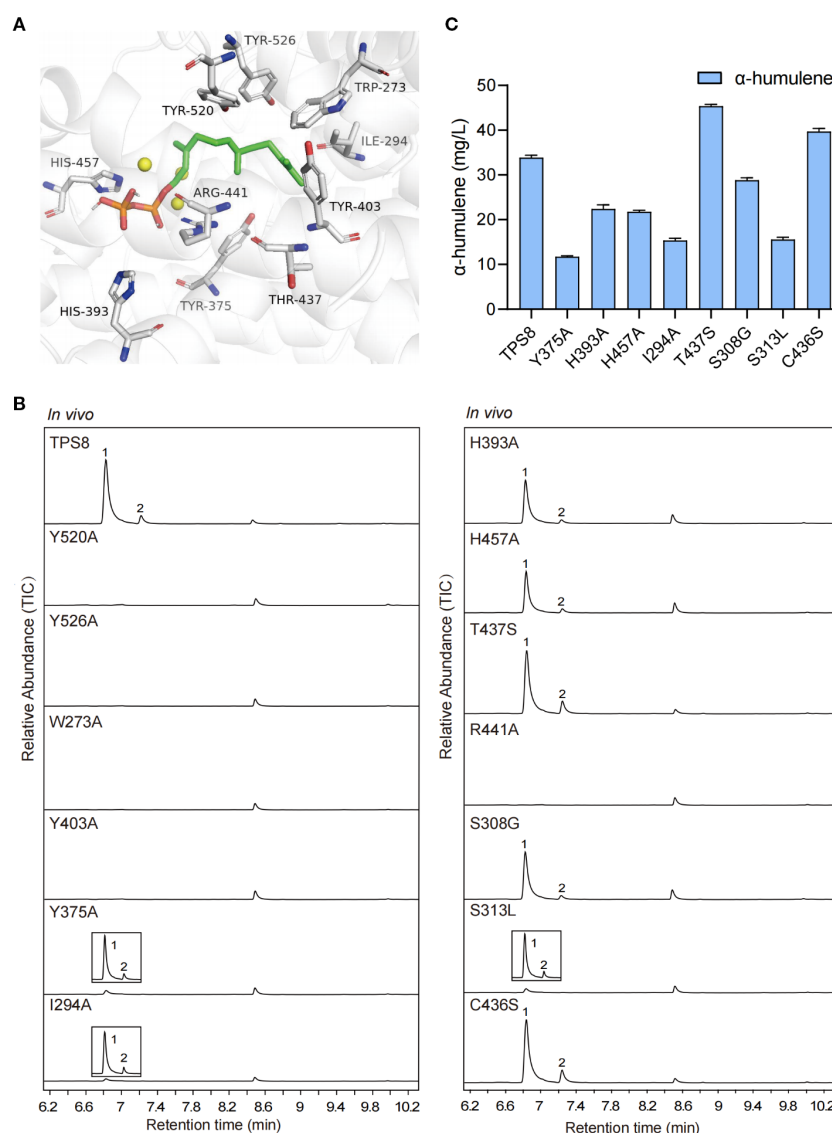 A
TYR-526
TYR-520
TRP-273
ILE-294
HIS-457
ARG-441
TYR-403
TYR-375
THR-437
HIS-393
C
α-humulene
α-humulene (mg/L)
50
40
30
20
10
0
TPS8
Y375A
H393A
H457A
I294A
T437S
S308G
S313L
C436S
B
In vivo
TPS8
1
2
Y520A
Y526A
W273A
Y403A
Y375A
1
2
I294A
1
2
Relative Abundance (TIC)
6.2 6.6 7 7.4 8 8.6 9 9.4 9.8 10.2
Retention time (min)
In vivo
H393A
1
2
H457A
1
2
T437S
1
2
R441A
S308G
1
2
S313L
1
2
C436S
1
2
Relative Abundance (TIC)
6.2 6.6 7 7.4 8 8.6 9 9.4 9.8 10.2
Retention time (min)